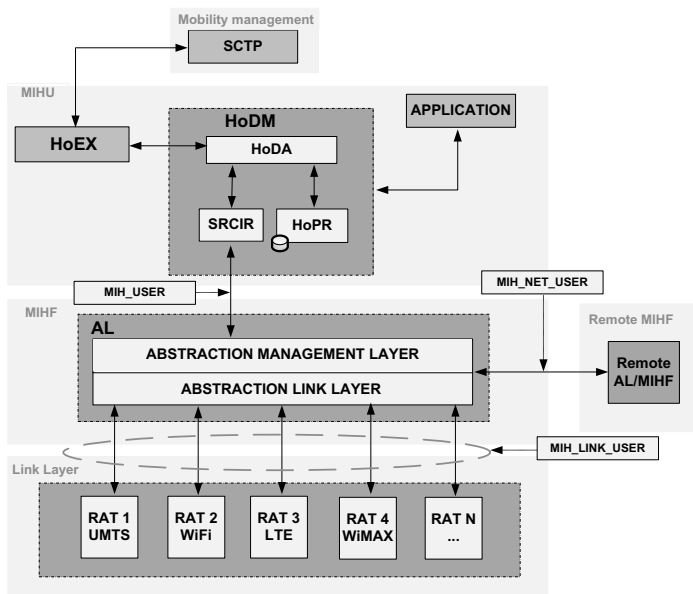 Mobility management
SCTP
MIHU
HoDM
APPLICATION
HoEX
HoDA
SRCIR
HoPR
MIH_USER
MIH_NET_USER
MIHF
AL
Remote MIHF
ABSTRACTION MANAGEMENT LAYER
ABSTRACTION LINK LAYER
Remote
AL/MIHF
MIH_LINK_USER
Link Layer
RAT 1
UMTS
RAT 2
WiFi
RAT 3
LTE
RAT 4
WiMAX
RAT N
...